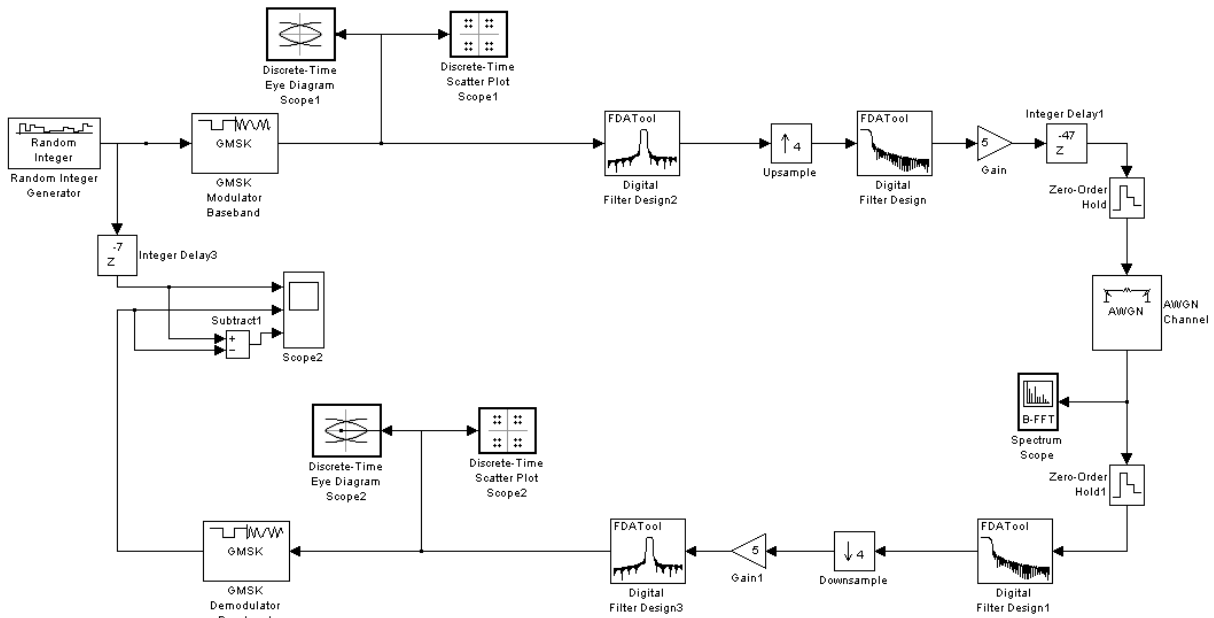 Discrete-Time
Eye Diagram
Scope1
Discrete-Time
Scatter Plot
Scope1
Random
Integer
Random Integer
Generator
GMSK
GMSK
Modulator
Baseband
FDATool
Digital
Filter Design2
4
Upsample
FDATool
Digital
Filter Design
5
Gain
Integer Delay1
-47
Z
Zero-Order
Hold
-7
Z
Integer Delay3
Subtract1
+
−
Scope2
AWGN
AWGN
Channel
B-FFT
Spectrum
Scope
Zero-Order
Hold1
Discrete-Time
Eye Diagram
Scope2
Discrete-Time
Scatter Plot
Scope2
GMSK
GMSK
Demodulator
FDATool
Digital
Filter Design3
5
Gain1
4
Downsample
FDATool
Digital
Filter Design1